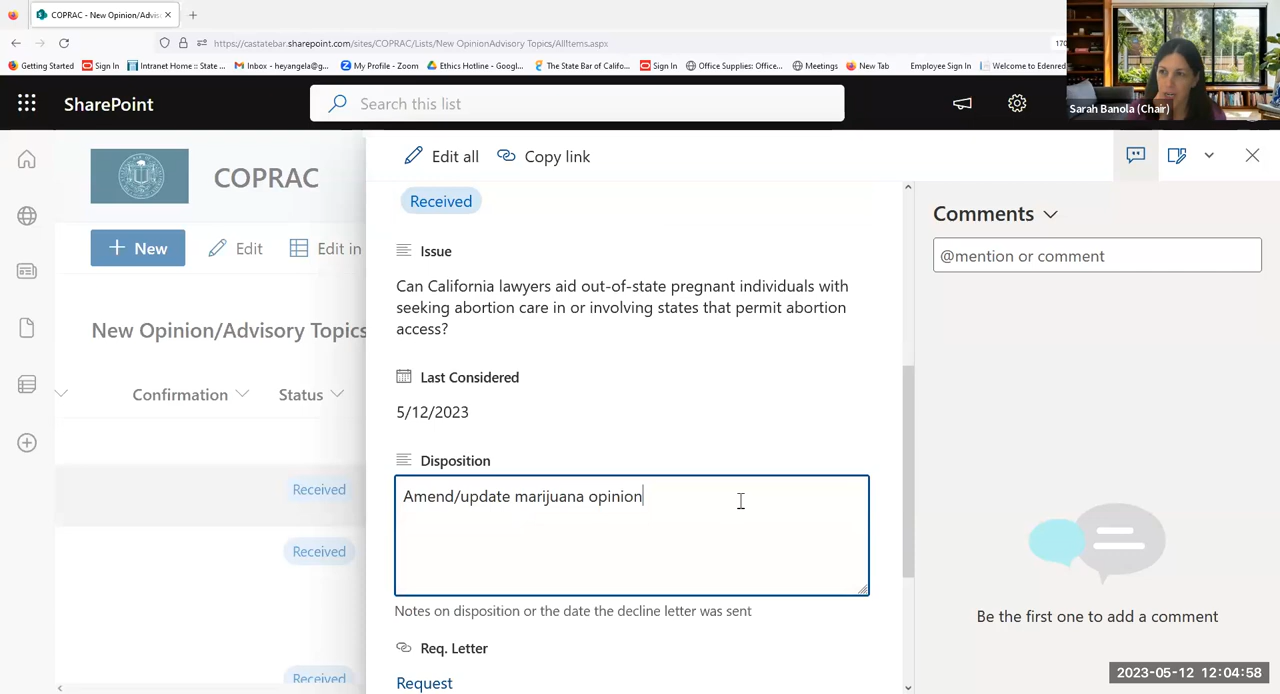 COPRAC - New Opinion/Advis
https://castatebar.sharepoint.com/sites/COPRAC/Lists/New OpinionAdvisory Topics/AllItems.aspx
170
Getting Started
Sign In
Intranet Home :: State ...
Inbox - heyangela@g...
My Profile - Zoom
Ethics Hotline - Googl...
The State Bar of Califo...
Sign In
Office Supplies: Office...
Meetings
New Tab
Employee Sign In
Welcome to Edenred
Sarah Banola (Chair)
SharePoint
Search this list
Edit all
Copy link
COPRAC
Received
Comments
New
Edit
Edit in
Issue
@mention or comment
Can California lawyers aid out-of-state pregnant individuals with
seeking abortion care in or involving states that permit abortion
access?
New Opinion/Advisory Topics
Last Considered
Confirmation
Status
5/12/2023
Disposition
Received
Amend/update marijuana opinion
Received
Notes on disposition or the date the decline letter was sent
Be the first one to add a comment
Req. Letter
Received
Request
2023-05-12 12:04:58